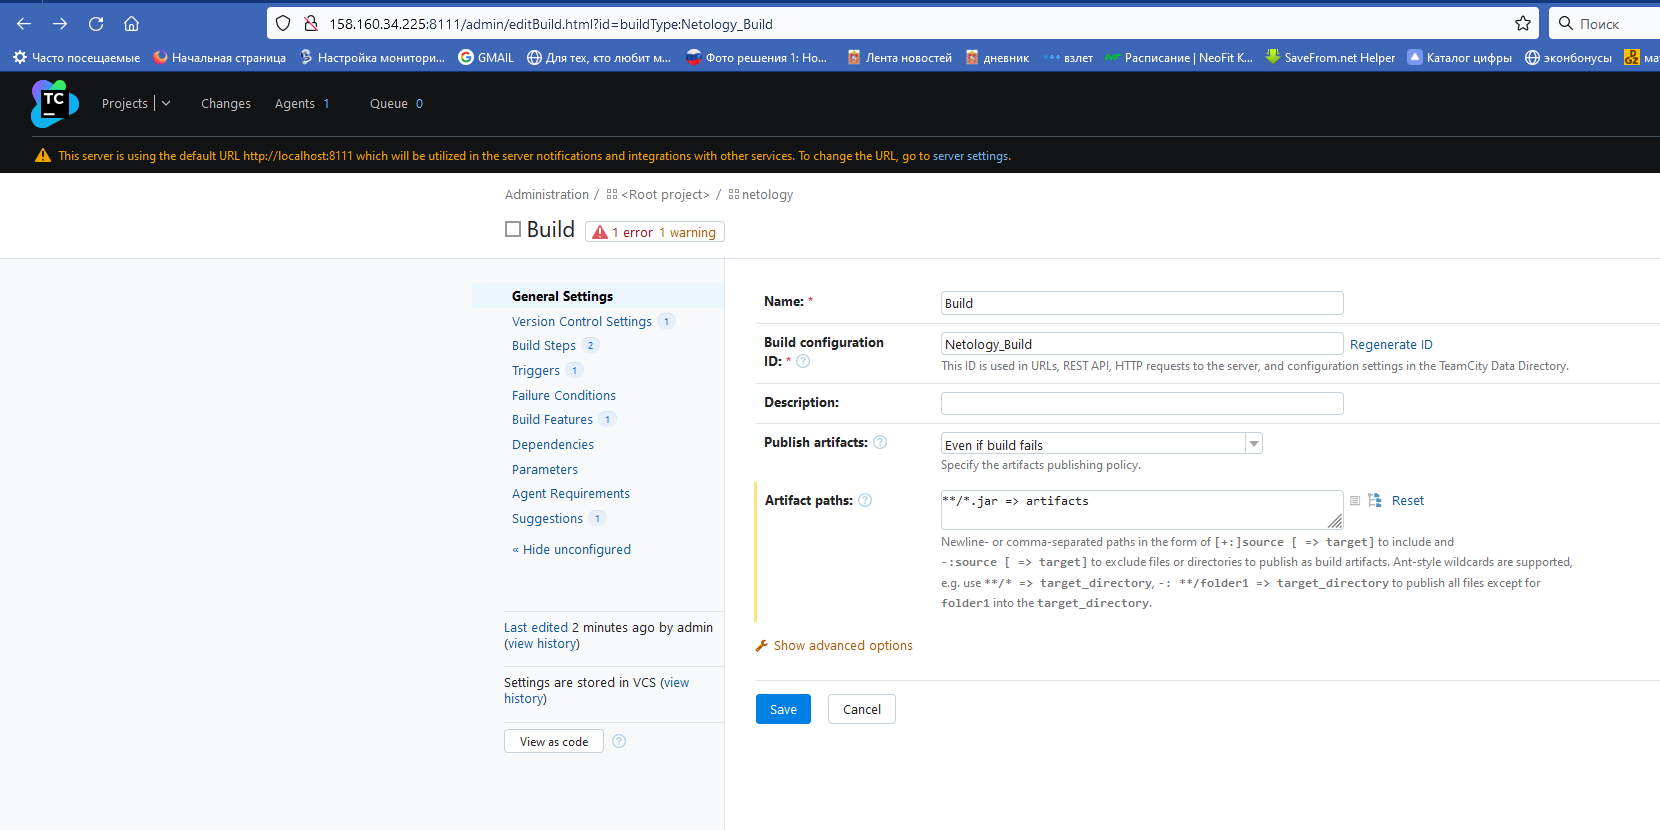 158.160.34.225:8111/admin/editBuild.html?id=buildType:Netology_Build
Поиск
Часто посещаемые
Начальная страница
Настройка монитори...
GMAIL
Для тех, кто любит м...
Фото решения 1: Но...
Лента новостей
дневник
взлет
Расписание | NeoFit K...
SaveFrom.net Helper
Каталог цифры
эконбонусы
ма
TC
Projects
Changes
Agents 1
Queue 0
This server is using the default URL http://localhost:8111 which will be utilized in the server notifications and integrations with other services. To change the URL, go to server settings.
Administration / <Root project> / netology
Build 1 error 1 warning
General Settings
Version Control Settings 1
Build Steps 2
Triggers 1
Failure Conditions
Build Features 1
Dependencies
Parameters
Agent Requirements
Suggestions 1
« Hide unconfigured
Last edited 2 minutes ago by admin
(view history)
Settings are stored in VCS (view
history)
View as code ?
Name: *
Build
Build configuration
ID: * ?
Netology_Build
Regenerate ID
This ID is used in URLs, REST API, HTTP requests to the server, and configuration settings in the TeamCity Data Directory.
Description:
Publish artifacts: ?
Even if build fails
Specify the artifacts publishing policy.
Artifact paths: ?
**/*.jar => artifacts
Reset
Newline- or comma-separated paths in the form of [+:]source [ => target] to include and
-:source [ => target] to exclude files or directories to publish as build artifacts. Ant-style wildcards are supported,
e.g. use **/* => target_directory, -: **/folder1 => target_directory to publish all files except for
folder1 into the target_directory.
Show advanced options
Save
Cancel